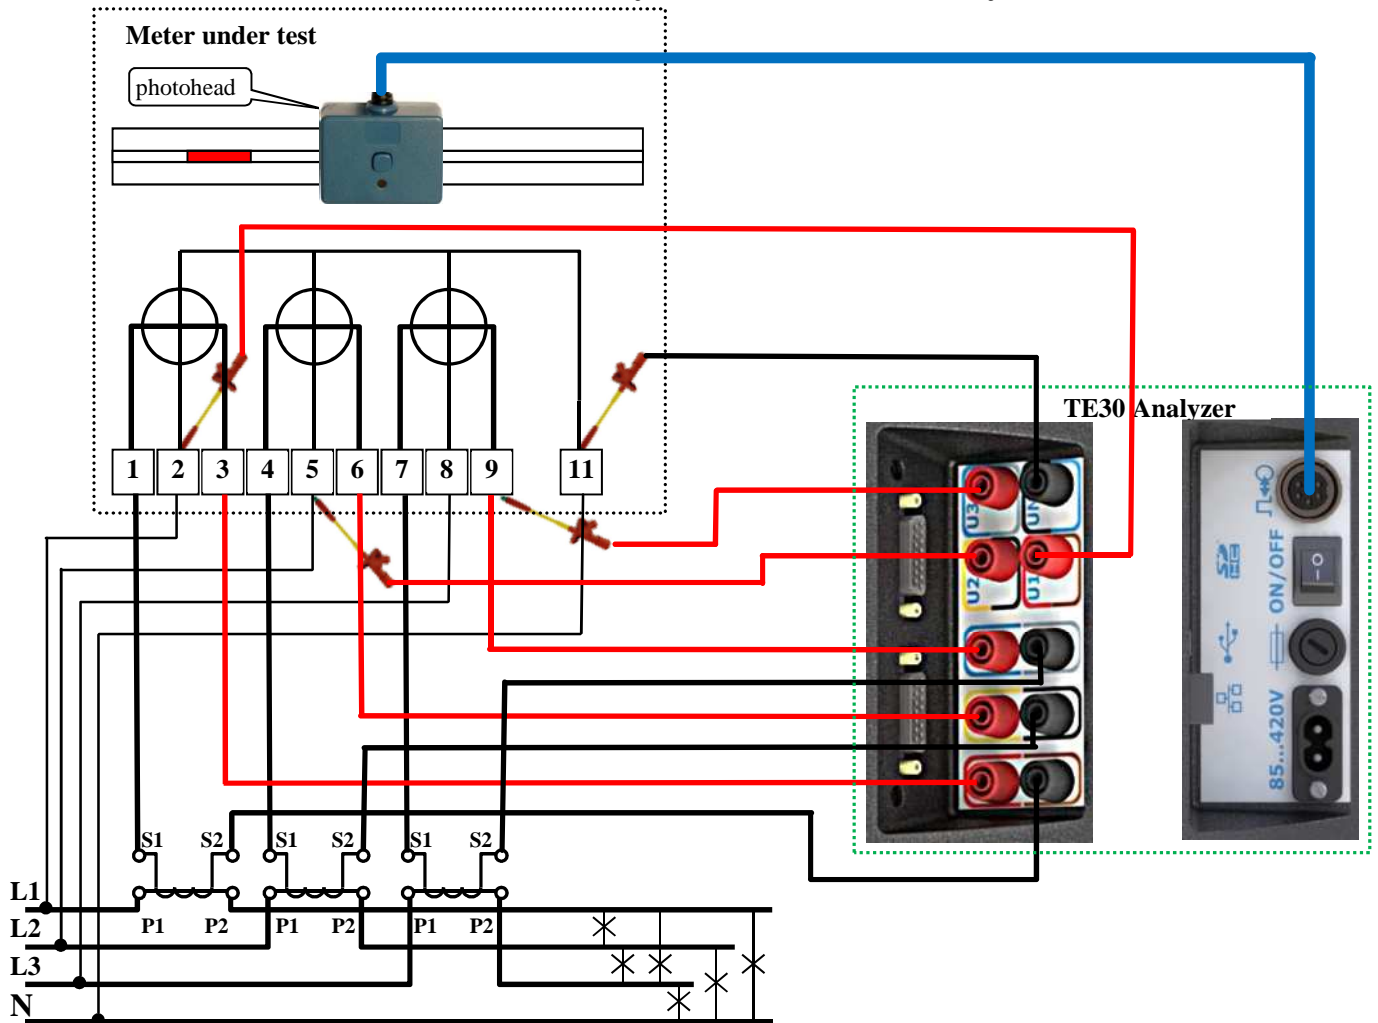 Meter under test
photohead
1 2 3 4 5 6 7 8 9 11
TE30 Analyzer
U3 UN
U2 U1
ON/OFF
85...420V
S1 S2 S1 S2 S1 S2
L1
P1 P2 P1 P2 P1 P2
L2
L3
N